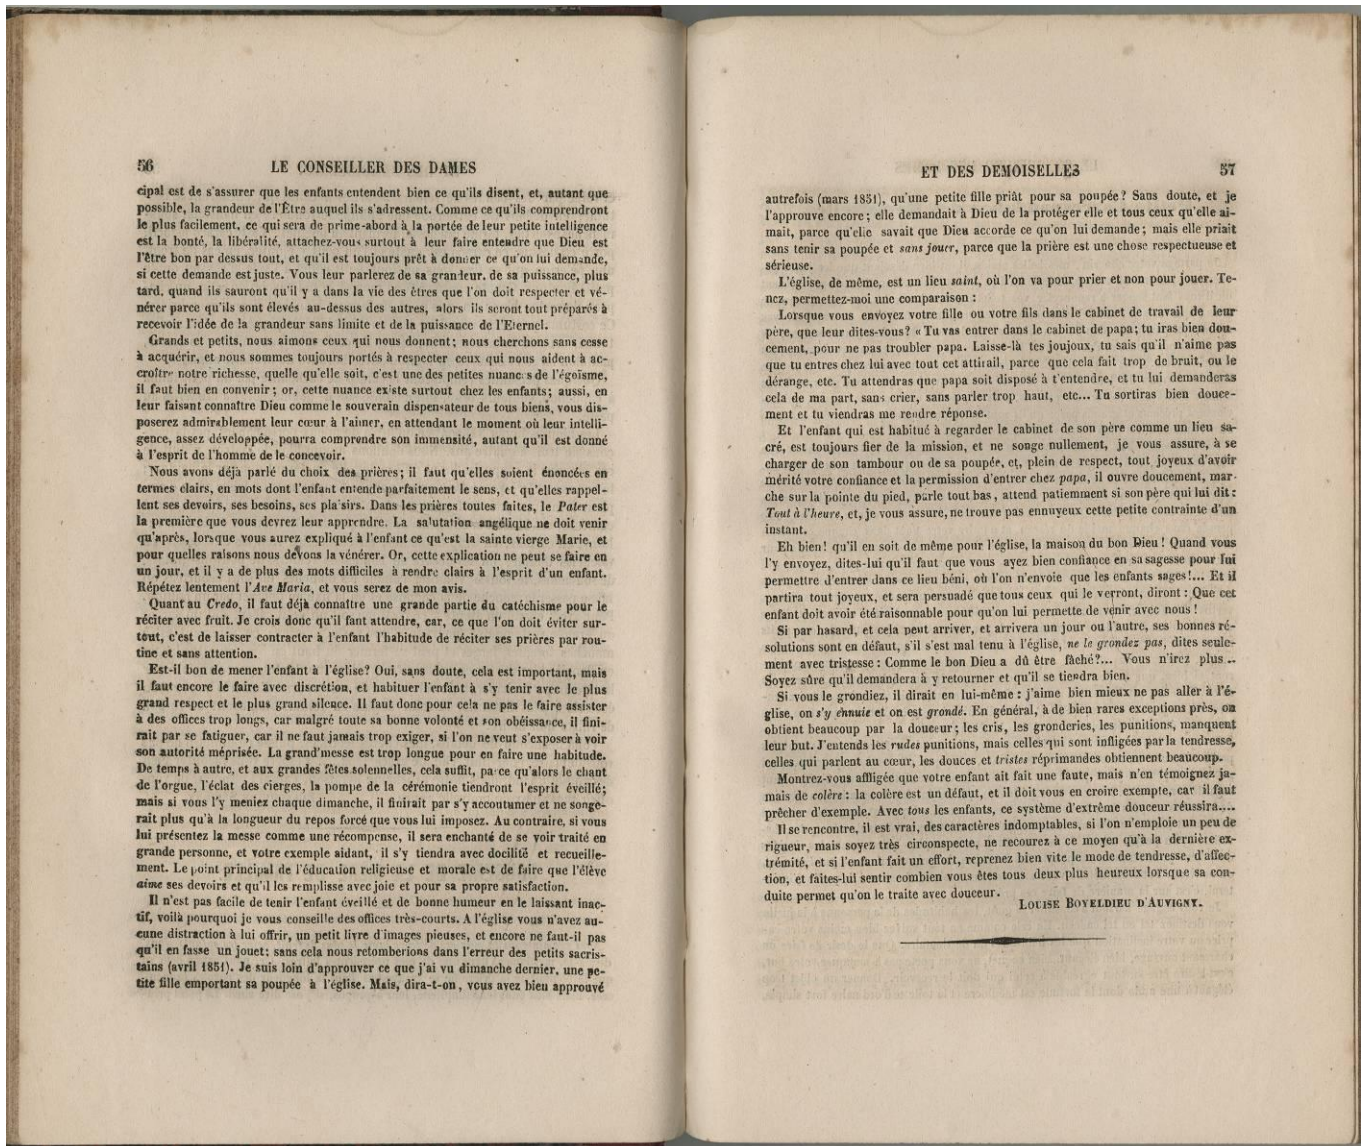 56
LE CONSEILLER DES DAMES
cipal est de s'assurer que les enfants entendent bien ce qu'ils disent, et, autant que
possible, la grandeur de l'Être auquel ils s'adressent. Comme ce qu'ils comprendront
le plus facilement, ce qui sera de prime-abord à la portée de leur petite intelligence
est la bonté, la libéralité, attachez-vous surtout à leur faire entendre que Dieu est
l'être bon par dessus tout, et qu'il est toujours prêt à donner ce qu'on lui demande,
si cette demande est juste. Vous leur parlerez de sa grandeur, de sa puissance, plus
tard, quand ils sauront qu'il y a dans la vie des êtres que l'on doit respecter et vé-
nérer parce qu'ils sont élevés au-dessus des autres, alors ils seront tout préparés à
recevoir l'idée de la grandeur sans limite et de la puissance de l'Eternel.
Grands et petits, nous aimons ceux qui nous donnent; nous cherchons sans cesse
à acquérir, et nous sommes toujours portés à respecter ceux qui nous aident à ac-
croître notre richesse, quelle qu'elle soit, c'est une des petites nuances de l'égoïsme,
il faut bien en convenir; or, cette nuance existe surtout chez les enfants; aussi, en
leur faisant connaître Dieu comme le souverain dispensateur de tous biens, vous dis-
poserez admirablement leur cœur à l'aimer, en attendant le moment où leur intelli-
gence, assez développée, pourra comprendre son immensité, autant qu'il est donné
à l'esprit de l'homme de le concevoir.
Nous avons déjà parlé du choix des prières; il faut qu'elles soient énoncées en
termes clairs, en mots dont l'enfant entende parfaitement le sens, et qu'elles rappel-
lent ses devoirs, ses besoins, ses plaisirs. Dans les prières toutes faites, le Pater est
la première que vous devrez leur apprendre. La salutation angélique ne doit venir
qu'après, lorsque vous aurez expliqué à l'enfant ce qu'est la sainte vierge Marie, et
pour quelles raisons nous devons la vénérer. Or, cette explication ne peut se faire en
un jour, et il y a de plus des mots difficiles à rendre clairs à l'esprit d'un enfant.
Répétez lentement l'Ave Maria, et vous serez de mon avis.
Quant au Credo, il faut déjà connaître une grande partie du catéchisme pour le
réciter avec fruit. Je crois donc qu'il faut attendre, car, ce que l'on doit éviter sur-
tout, c'est de laisser contracter à l'enfant l'habitude de réciter ses prières par rou-
tine et sans attention.
Est-il bon de mener l'enfant à l'église? Oui, sans doute, cela est important, mais
il faut encore le faire avec discrétion, et habituer l'enfant à s'y tenir avec le plus
grand respect et le plus grand silence. Il faut donc pour cela ne pas le faire assister
à des offices trop longs, car malgré toute sa bonne volonté et son obéissance, il fini-
rait par se fatiguer, car il ne faut jamais trop exiger, si l'on ne veut s'exposer à voir
son autorité méprisée. La grand'messe est trop longue pour en faire une habitude.
De temps à autre, et aux grandes fêtes solennelles, cela suffit, parce qu'alors le chant
de l'orgue, l'éclat des cierges, la pompe de la cérémonie tiendront l'esprit éveillé;
mais si vous l'y meniez chaque dimanche, il finirait par s'y accoutumer et ne songe-
rait plus qu'à la longueur du repos forcé que vous lui imposez. Au contraire, si vous
lui présentez la messe comme une récompense, il sera enchanté de se voir traité en
grande personne, et votre exemple aidant, il s'y tiendra avec docilité et recueille-
ment. Le point principal de l'éducation religieuse et morale est de faire que l'élève
aime ses devoirs et qu'il les remplisse avec joie et pour sa propre satisfaction.
Il n'est pas facile de tenir l'enfant éveillé et de bonne humeur en le laissant inac-
tif, voilà pourquoi je vous conseille des offices très-courts. A l'église vous n'avez au-
cune distraction à lui offrir, un petit livre d'images pieuses, et encore ne faut-il pas
qu'il en fasse un jouet; sans cela nous retomberions dans l'erreur des petits sacris-
tains (avril 1851). Je suis loin d'approuver ce que j'ai vu dimanche dernier, une pe-
tite fille emportant sa poupée à l'église. Mais, dira-t-on, vous avez bien approuvé
ET DES DEMOISELLES
57
autrefois (mars 1851), qu'une petite fille priât pour sa poupée? Sans doute, et je
l'approuve encore; elle demandait à Dieu de la protéger elle et tous ceux qu'elle ai-
mait, parce qu'elle savait que Dieu accorde ce qu'on lui demande; mais elle priait
sans tenir sa poupée et sans jouer, parce que la prière est une chose respectueuse et
sérieuse.
L'église, de même, est un lieu saint, où l'on va pour prier et non pour jouer. Te-
nez, permettez-moi une comparaison :
Lorsque vous envoyez votre fille ou votre fils dans le cabinet de travail de leur
père, que leur dites-vous? « Tu vas entrer dans le cabinet de papa; tu iras bien dou-
cement, pour ne pas troubler papa. Laisse-là tes joujoux, tu sais qu'il n'aime pas
que tu entres chez lui avec tout cet attirail, parce que cela fait trop de bruit, ou le
dérange, etc. Tu attendras que papa soit disposé à t'entendre, et tu lui demanderas
cela de ma part, sans crier, sans parler trop haut, etc... Tu sortiras bien douce-
ment et tu viendras me rendre réponse.
Et l'enfant qui est habitué à regarder le cabinet de son père comme un lieu sa-
cré, est toujours fier de la mission, et ne songe nullement, je vous assure, à se
charger de son tambour ou de sa poupée, et, plein de respect, tout joyeux d'avoir
mérité votre confiance et la permission d'entrer chez papa, il ouvre doucement, mar-
che sur la pointe du pied, parle tout bas, attend patiemment si son père qui lui dit :
Tout à l'heure, et, je vous assure, ne trouve pas ennuyeux cette petite contrainte d'un
instant.
Eh bien! qu'il en soit de même pour l'église, la maison du bon Dieu! Quand vous
l'y envoyez, dites-lui qu'il faut que vous ayez bien confiance en sa sagesse pour lui
permettre d'entrer dans ce lieu béni, où l'on n'envoie que les enfants sages!... Et il
partira tout joyeux, et sera persuadé que tous ceux qui le verront, diront : Que cet
enfant doit avoir été raisonnable pour qu'on lui permette de venir avec nous!
Si par hasard, et cela peut arriver, et arrivera un jour ou l'autre, ses bonnes ré-
solutions sont en défaut, s'il s'est mal tenu à l'église, ne le grondez pas, dites seule-
ment avec tristesse : Comme le bon Dieu a dû être fâché?... Vous n'irez plus ..
Soyez sûre qu'il demandera à y retourner et qu'il se tiendra bien.
Si vous le grondiez, il dirait en lui-même : j'aime bien mieux ne pas aller à l'é-
glise, on s'y ennuie et on est grondé. En général, à de bien rares exceptions près, on
obtient beaucoup par la douceur; les cris, les gronderies, les punitions, manquent
leur but. J'entends les rudes punitions, mais celles qui sont infligées par la tendresse,
celles qui parlent au cœur, les douces et tristes réprimandes obtiennent beaucoup.
Montrez-vous affligée que votre enfant ait fait une faute, mais n'en témoignez ja-
mais de colère : la colère est un défaut, et il doit vous en croire exempte, car il faut
prêcher d'exemple. Avec tous les enfants, ce système d'extrême douceur réussira....
Il se rencontre, il est vrai, des caractères indomptables, si l'on n'emploie un peu de
rigueur, mais soyez très circonspecte, ne recourez à ce moyen qu'à la dernière ex-
trémité, et si l'enfant fait un effort, reprenez bien vite le mode de tendresse, d'affec-
tion, et faites-lui sentir combien vous êtes tous deux plus heureux lorsque sa con-
duite permet qu'on le traite avec douceur.
LOUISE BOYELDIEU D'AUVIGNY.